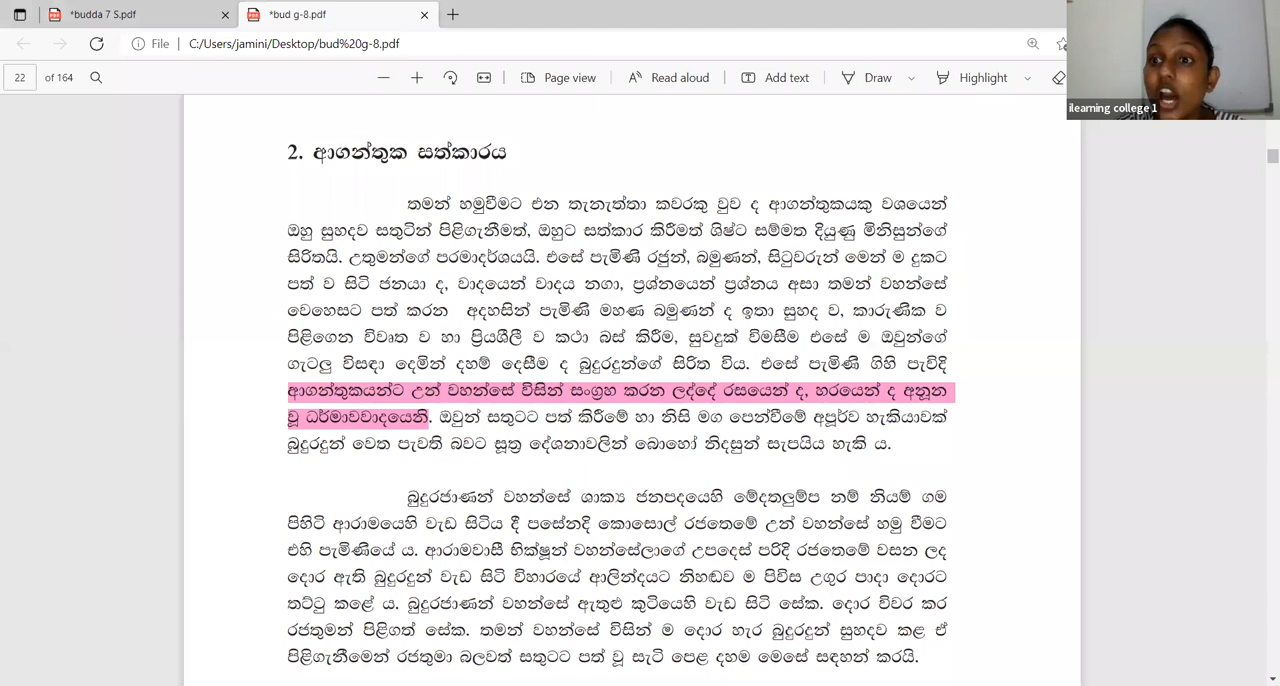 *budda 7 S.pdf
*bud g-8.pdf
File
C:/Users/jamini/Desktop/bud%20g-8.pdf
22 of 164
Page view
Read aloud
Add text
Draw
Highlight
ilearning college 1
2. ආගන්තුක සත්කාරය
තමන් හමුවීමට එන තැනැත්තා කවරකු වුව ද ආගන්තුකයකු වශයෙන්
ඔහු සුහදව සතුටින් පිළිගැනීමත්, ඔහුට සත්කාර කිරීමත් ශිෂ්ට සම්මත දියුණු මිනිසුන්ගේ
සිරිතයි. උතුමන්ගේ පරමාදර්ශයයි. එසේ පැමිණි රජුන්, බමුණන්, සිටුවරුන් මෙන් ම දුකට
පත් ව සිටි ජනයා ද, වාදයෙන් වාදය නගා, ප්‍රශ්නයෙන් ප්‍රශ්නය අසා තමන් වහන්සේ
වෙහෙසට පත් කරන අදහසින් පැමිණි මහණ බමුණන් ද ඉතා සුහද ව, කාරුණික ව
පිළිගෙන විවෘත ව හා ප්‍රියශීලී ව කථා බස් කිරීම, සුවදුක් විමසීම එසේ ම ඔවුන්ගේ
ගැටලු විසඳා දෙමින් දහම් දෙසීම ද බුදුරදුන්ගේ සිරිත විය. එසේ පැමිණි ගිහි පැවිදි
ආගන්තුකයන්ට උන් වහන්සේ විසින් සංග්‍රහ කරන ලද්දේ රසයෙන් ද, හරයෙන් ද අනූන
වූ ධර්මාවවාදයෙනි. ඔවුන් සතුටට පත් කිරීමේ හා නිසි මග පෙන්වීමේ අපූර්ව හැකියාවක්
බුදුරදුන් වෙත පැවති බවට සූත්‍ර දේශනාවලින් බොහෝ නිදසුන් සැපයිය හැකි ය.
බුදුරජාණන් වහන්සේ ශාක්‍ය ජනපදයෙහි මේදතලුම්ප නම් නියම් ගම
පිහිටි ආරාමයෙහි වැඩ සිටිය දී පසේනදි කොසොල් රජතෙමේ උන් වහන්සේ හමු වීමට
එහි පැමිණියේ ය. ආරාමවාසී භික්ෂූන් වහන්සේලාගේ උපදෙස් පරිදි රජතෙමේ වසන ලද
දොර ඇති බුදුරදුන් වැඩ සිටි විහාරයේ ආලින්දයට නිහඬව ම පිවිස උගුර පාදා දොරට
තට්ටු කළේ ය. බුදුරජාණන් වහන්සේ ඇතුළු කුටියෙහි වැඩ සිටි සේක. දොර විවර කර
රජතුමන් පිළිගත් සේක. තමන් වහන්සේ විසින් ම දොර හැර බුදුරදුන් සුහදව කළ ඒ
පිළිගැනීමෙන් රජතුමා බලවත් සතුටට පත් වූ සැටි පෙළ දහම මෙසේ සඳහන් කරයි.